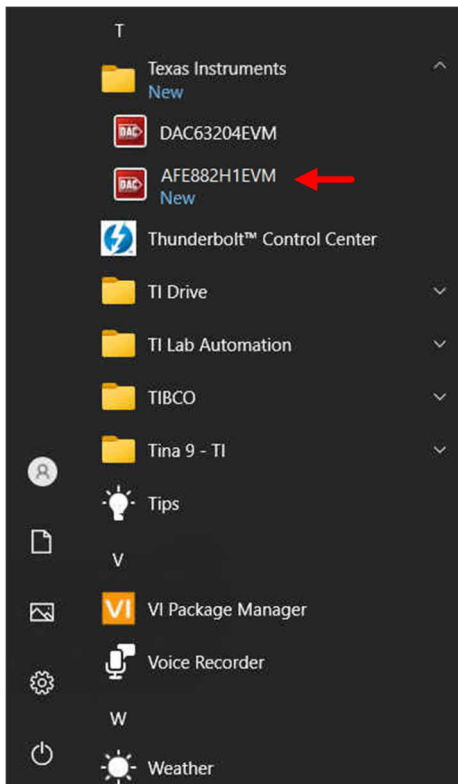 T
Texas Instruments
New
DAC
DAC63204EVM
DAC
AFE882H1EVM
New
Thunderbolt™ Control Center
TI Drive
TI Lab Automation
TIBCO
Tina 9 - TI
Tips
V
VI
VI Package Manager
Voice Recorder
W
Weather